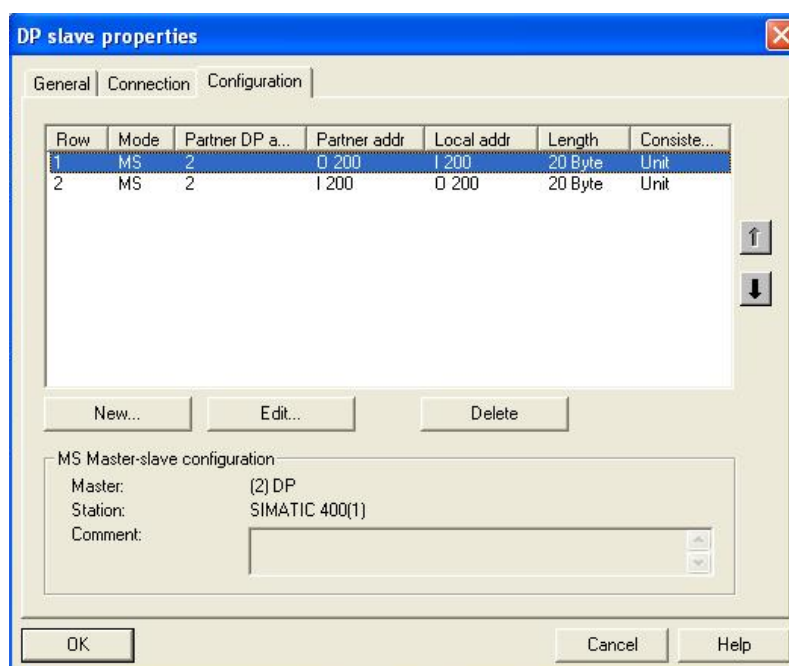 DP slave properties
General Connection Configuration
Row Mode Partner DP a... Partner addr Local addr Length Consiste...
1 MS 2 O 200 I 200 20 Byte Unit
2 MS 2 I 200 O 200 20 Byte Unit
New... Edit... Delete
MS Master-slave configuration
Master: (2) DP
Station: SIMATIC 400(1)
Comment:
OK Cancel Help